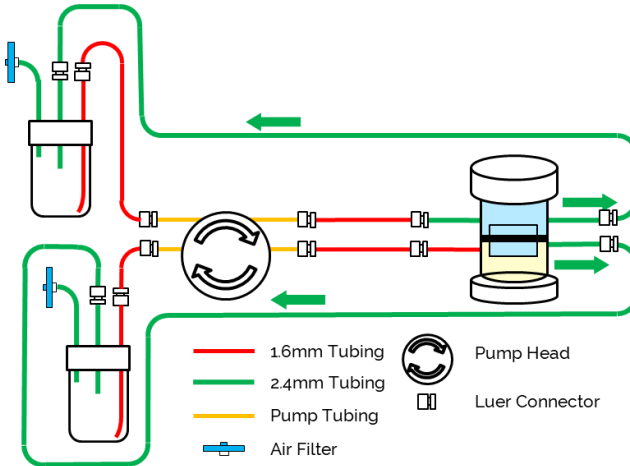 1.6mm Tubing
2.4mm Tubing
Pump Tubing
Air Filter
Pump Head
Luer Connector